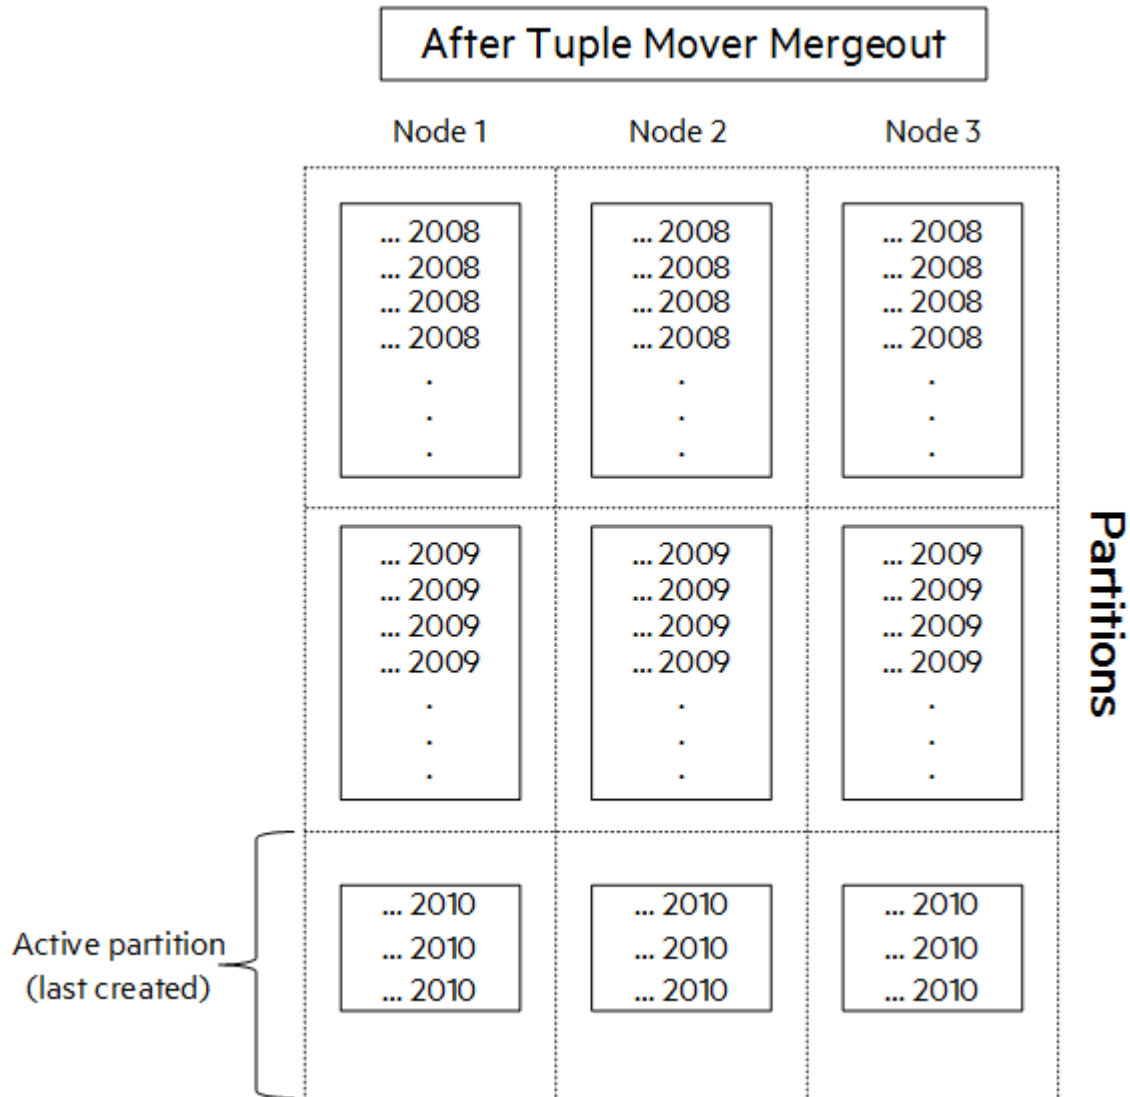 After Tuple Mover Mergeout
Node 1 Node 2 Node 3
... 2008 ... 2008 ... 2008
... 2008 ... 2008 ... 2008
... 2008 ... 2008 ... 2008
... 2008 ... 2008 ... 2008
. . .
. . .
. . .
... 2009 ... 2009 ... 2009
... 2009 ... 2009 ... 2009
... 2009 ... 2009 ... 2009
... 2009 ... 2009 ... 2009
. . .
. . .
. . .
Partitions
Active partition
(last created)
... 2010 ... 2010 ... 2010
... 2010 ... 2010 ... 2010
... 2010 ... 2010 ... 2010